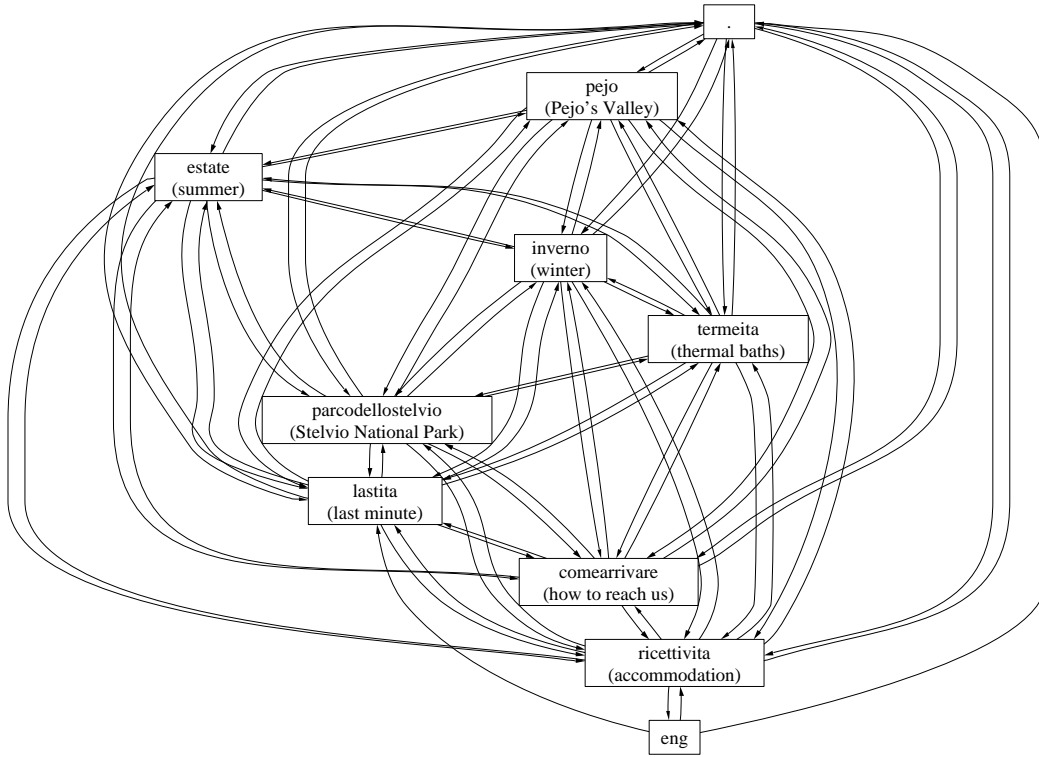 .
pejo
(Pejo's Valley)
estate
(summer)
inverno
(winter)
termeita
(thermal baths)
parcodellostelvio
(Stelvio National Park)
lastita
(last minute)
comearrivare
(how to reach us)
ricettivita
(accommodation)
eng